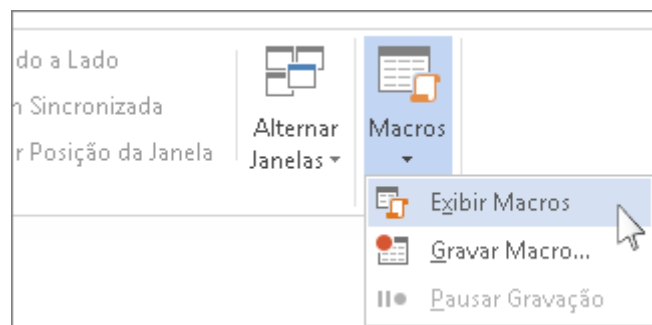 do a Lado
Sincronizada
r Posição da Janela
Alternar
Janelas
Macros
Exibir Macros
Gravar Macro...
Pausar Gravação